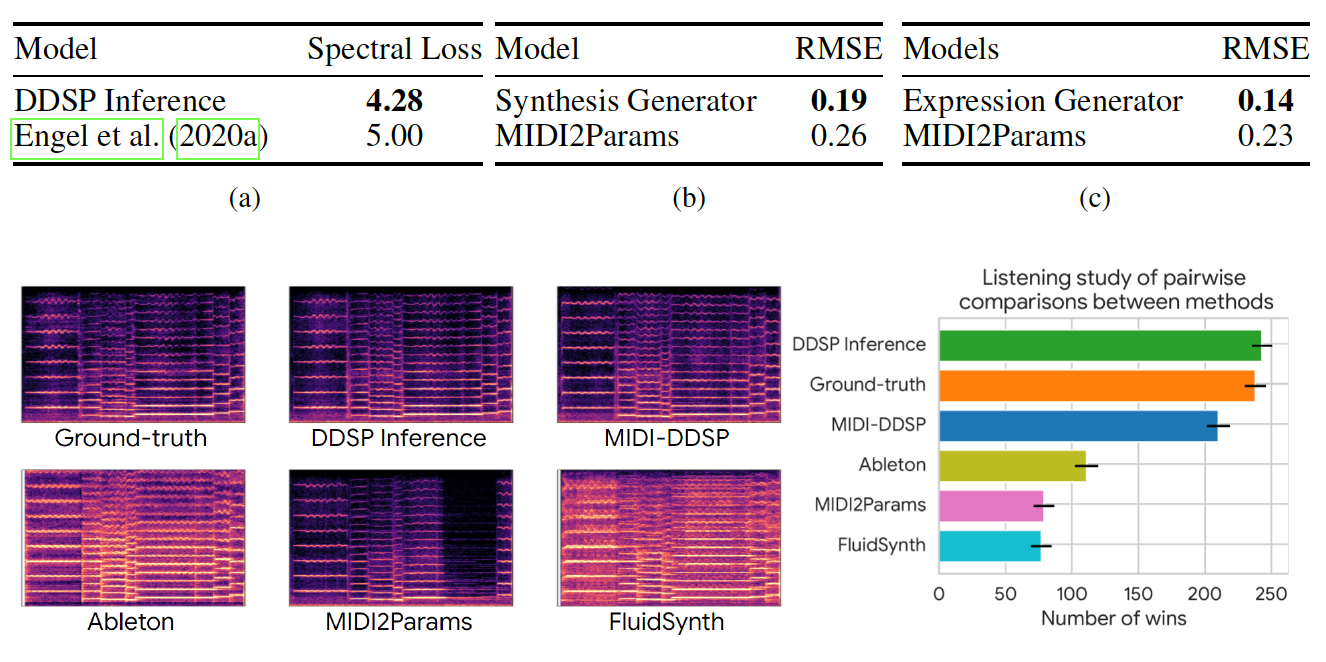 Model Spectral Loss
DDSP Inference 4.28
Engel et al. (2020a) 5.00
(a)
Model RMSE
Synthesis Generator 0.19
MIDI2Params 0.26
(b)
Models RMSE
Expression Generator 0.14
MIDI2Params 0.23
(c)
Ground-truth
DDSP Inference
MIDI-DDSP
Ableton
MIDI2Params
FluidSynth
Listening study of pairwise
comparisons between methods
DDSP Inference
Ground-truth
MIDI-DDSP
Ableton
MIDI2Params
FluidSynth
0 50 100 150 200 250
Number of wins